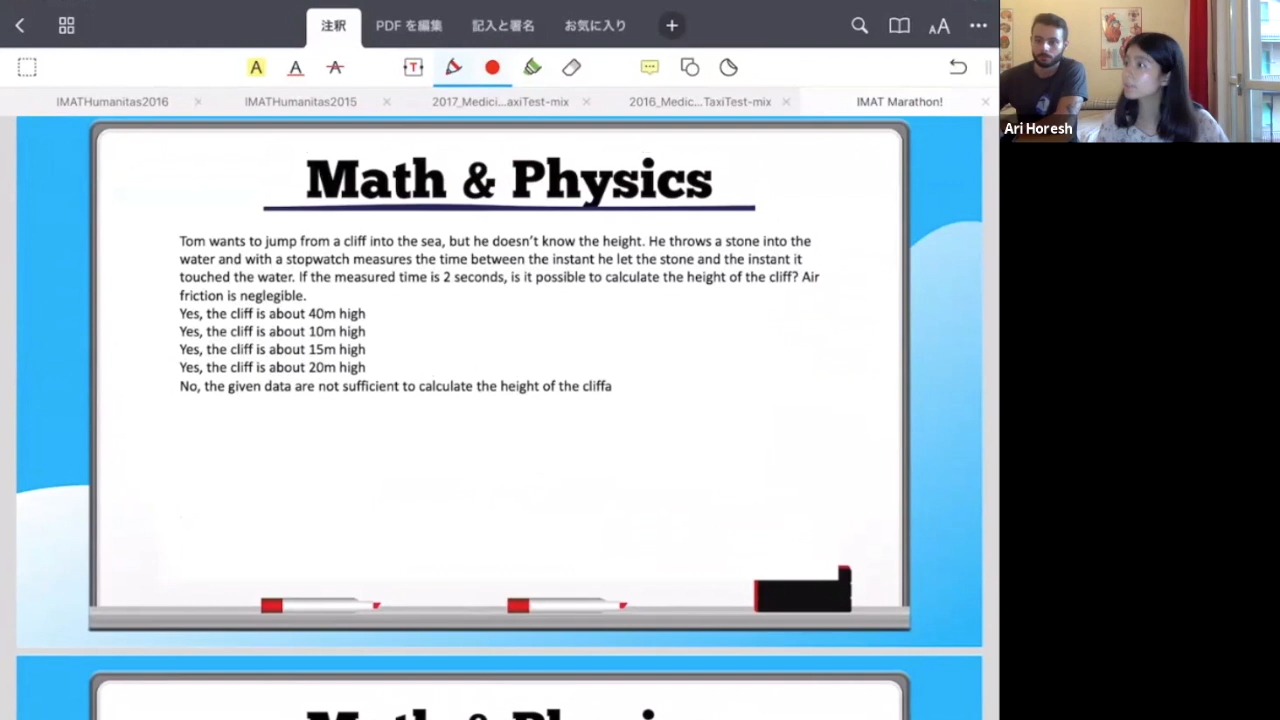 注釈
PDF を編集
記入と署名
お気に入り
AA
A A A T
IMATHumanitas2016
IMATHumanitas2015
2017_Medici...axiTest-mix
2016_Medic...TaxiTest-mix
IMAT Marathon!
Ari Horesh
Math & Physics
Tom wants to jump from a cliff into the sea, but he doesn't know the height. He throws a stone into the
water and with a stopwatch measures the time between the instant he let the stone and the instant it
touched the water. If the measured time is 2 seconds, is it possible to calculate the height of the cliff? Air
friction is neglegible.
Yes, the cliff is about 40m high
Yes, the cliff is about 10m high
Yes, the cliff is about 15m high
Yes, the cliff is about 20m high
No, the given data are not sufficient to calculate the height of the cliffa
Math & Physi